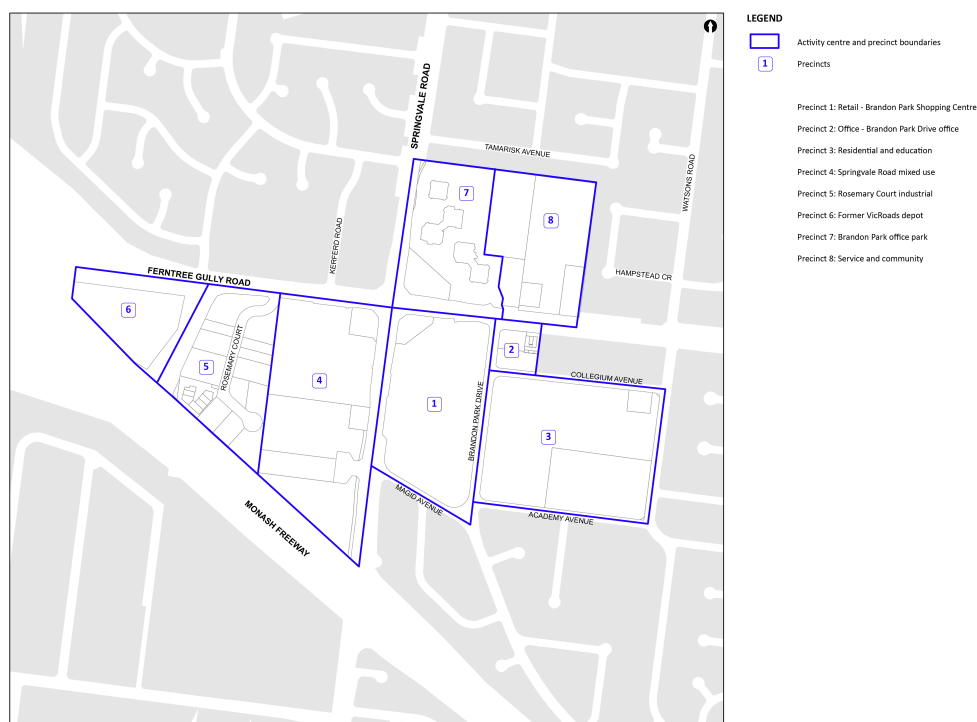 LEGEND
Activity centre and precinct boundaries
1
Precincts
Precinct 1: Retail - Brandon Park Shopping Centre
Precinct 2: Office - Brandon Park Drive office
Precinct 3: Residential and education
Precinct 4: Springvale Road mixed use
Precinct 5: Rosemary Court industrial
Precinct 6: Former VicRoads depot
Precinct 7: Brandon Park office park
Precinct 8: Service and community
SPRINGVALE ROAD
TAMARISK AVENUE
WATSONS ROAD
7
8
KERFERD ROAD
HAMPSTEAD CR
FERNTREE GULLY ROAD
6
5
ROSEMARY COURT
4
1
2
BRANDON PARK DRIVE
COLLEGIUM AVENUE
3
MAGID AVENUE
ACADEMY AVENUE
MONASH FREEWAY